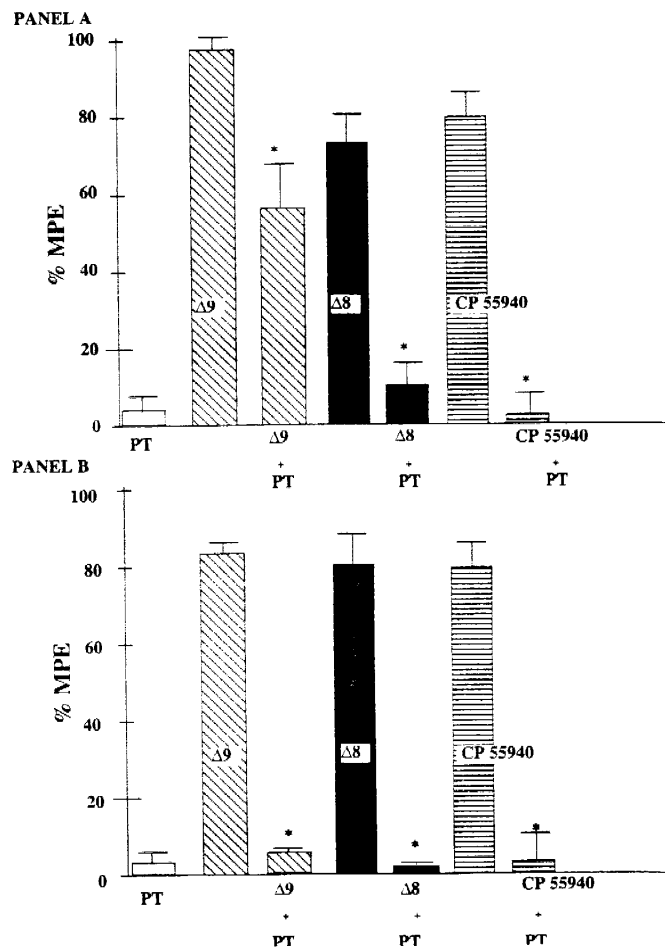 PANEL A
100
80
60
40
20
0
% MPE
*
*
*
Δ9
Δ8
CP 55940
PT
Δ9
+
PT
Δ8
+
PT
CP 55940
+
PT
PANEL B
100
80
60
40
20
0
% MPE
*
*
*
Δ9
Δ8
CP 55940
PT
Δ9
+
PT
Δ8
+
PT
CP 55940
+
PT